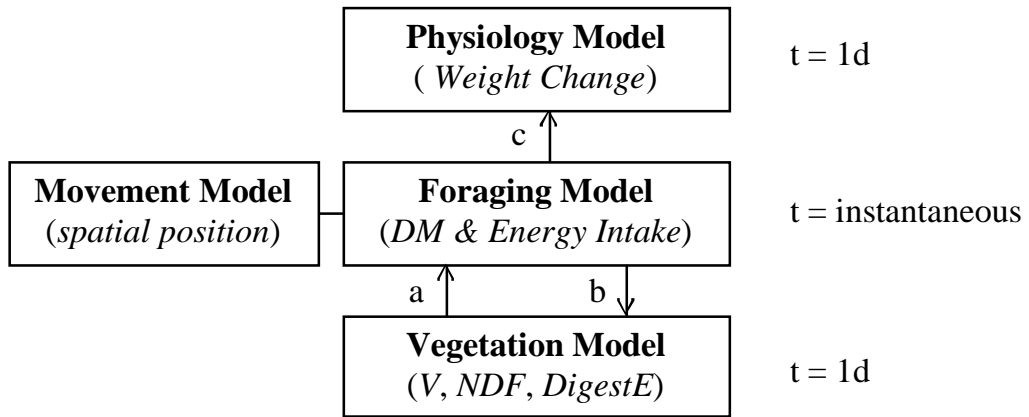 Physiology Model
( Weight Change)
t = 1d
c
Movement Model
(spatial position)
Foraging Model
(DM & Energy Intake)
t = instantaneous
a
b
Vegetation Model
(V, NDF, DigestE)
t = 1d